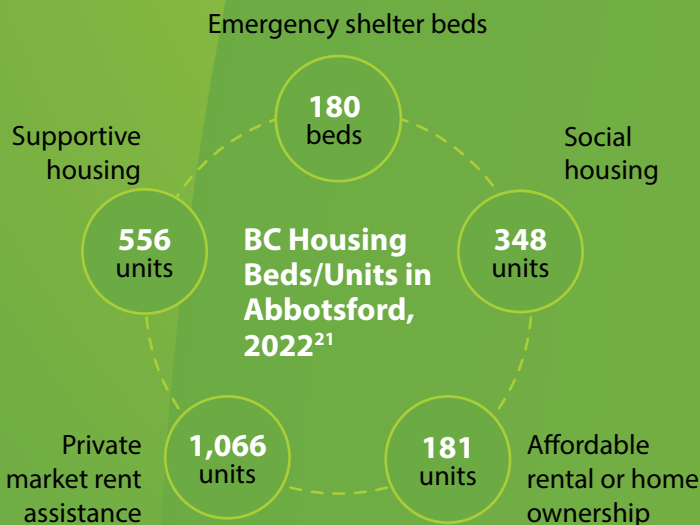 Emergency shelter beds
180
beds
Supportive
housing
Social
housing
556
units
BC Housing
Beds/Units in
Abbotsford,
2022²¹
348
units
Private
market rent
assistance
1,066
units
181
units
Affordable
rental or home
ownership